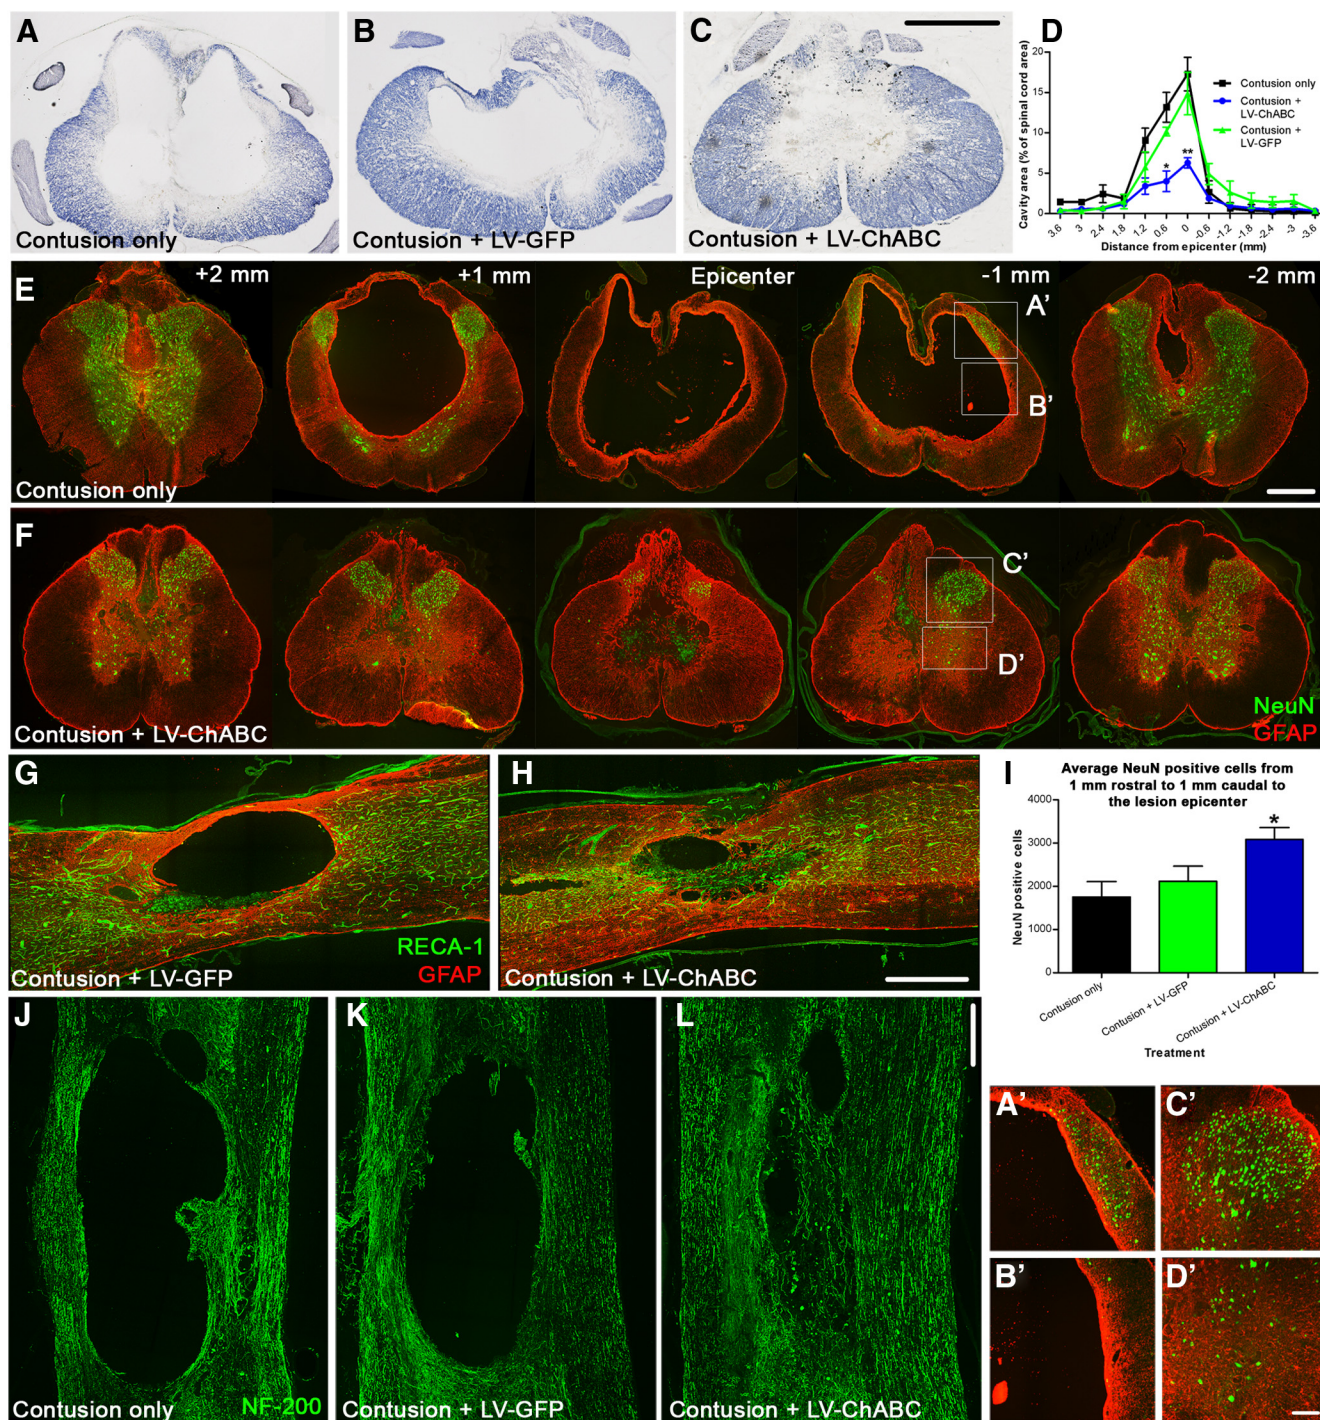 A
Contusion only
B
Contusion + LV-GFP
C
Contusion + LV-ChABC
D
Cavity area (% of spinal cord area)
20
15
10
5
0
*
**
Contusion only
Contusion +
LV-ChABC
Contusion +
LV-GFP
3.6 3 2.4 1.8 1.2 0.6 0 -0.6 -1.2 -1.8 -2.4 -3 -3.6
Distance from epicenter (mm)
E
+2 mm
+1 mm
Epicenter
-1 mm
-2 mm
A’
B’
Contusion only
F
C’
D’
Contusion + LV-ChABC
NeuN
GFAP
G
RECA-1
GFAP
Contusion + LV-GFP
H
Contusion + LV-ChABC
I
Average NeuN positive cells from
1 mm rostral to 1 mm caudal to
the lesion epicenter
NeuN positive cells
4000
3000
2000
1000
0
*
Contusion only
Contusion + LV-GFP
Contusion + LV-ChABC
Treatment
J
Contusion only
NF-200
K
Contusion + LV-GFP
L
Contusion + LV-ChABC
A’
C’
B’
D’